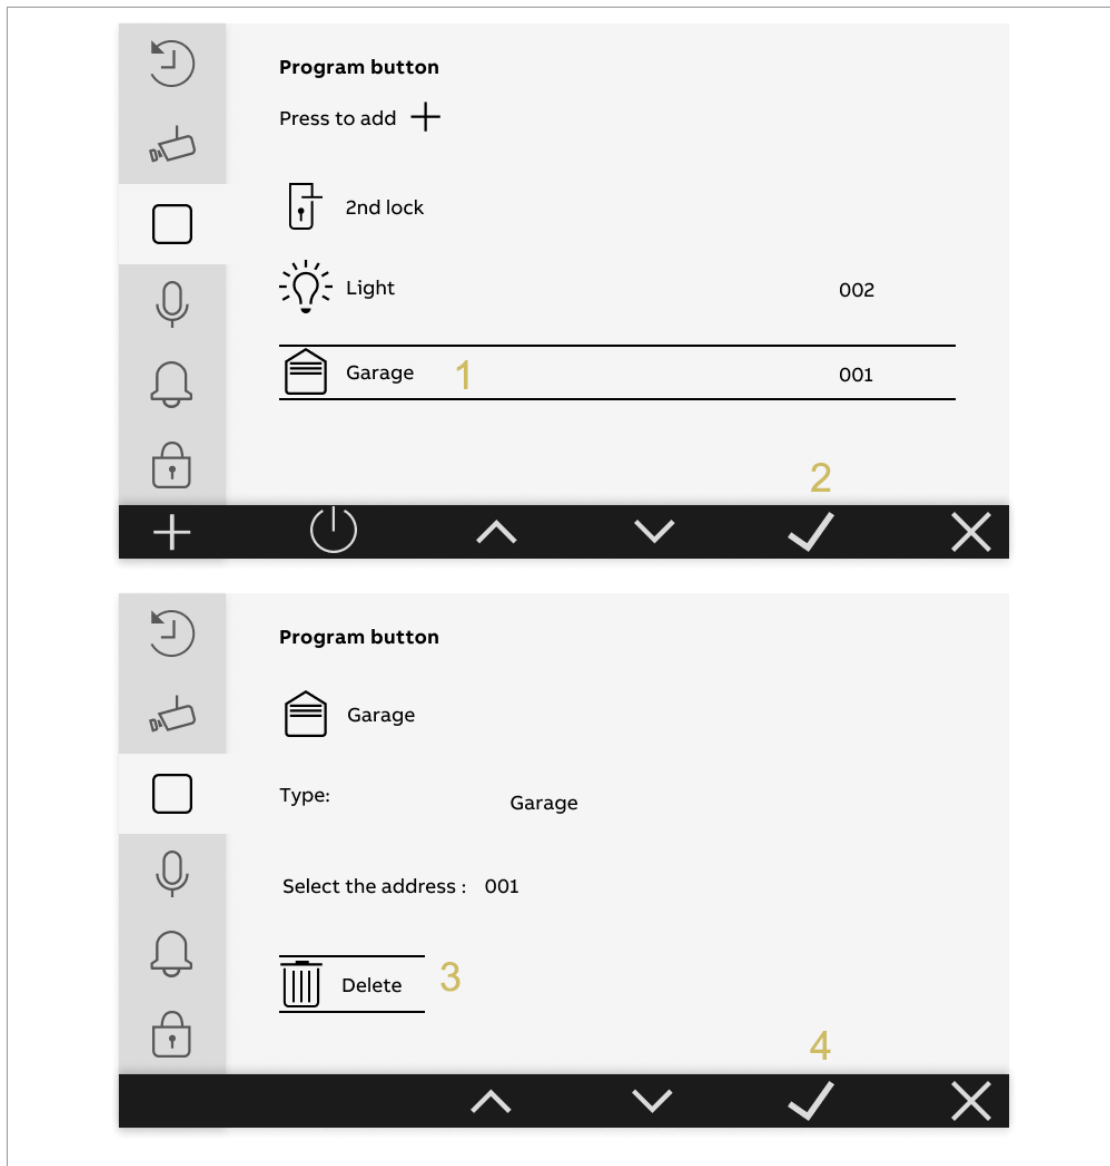 Program button
Press to add
2nd lock
Light 002
Garage 1 001
2
Program button
Garage
Type: Garage
Select the address : 001
Delete 3
4